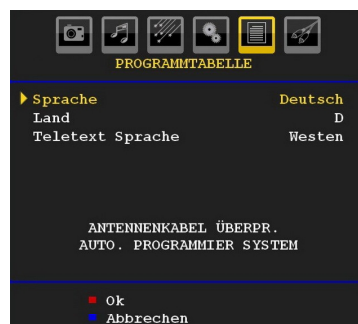 PROGRAMMTABELLE
Sprache Deutsch
Land D
Teletext Sprache Westen
ANTENNENKABEL ÜBERPR.
AUTO. PROGRAMMIER SYSTEM
Ok
Abbrechen